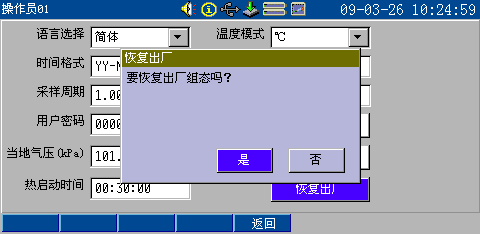 操作员01 09-03-26 10:24:59
语言选择 简体 温度模式 ℃
时间格式 YY-M
恢复出厂
要恢复出厂组态吗?
采样周期 1.00
用户密码 0000
当地气压(kPa) 101.
是 否
热启动时间 00:30:00 恢复出厂
返回